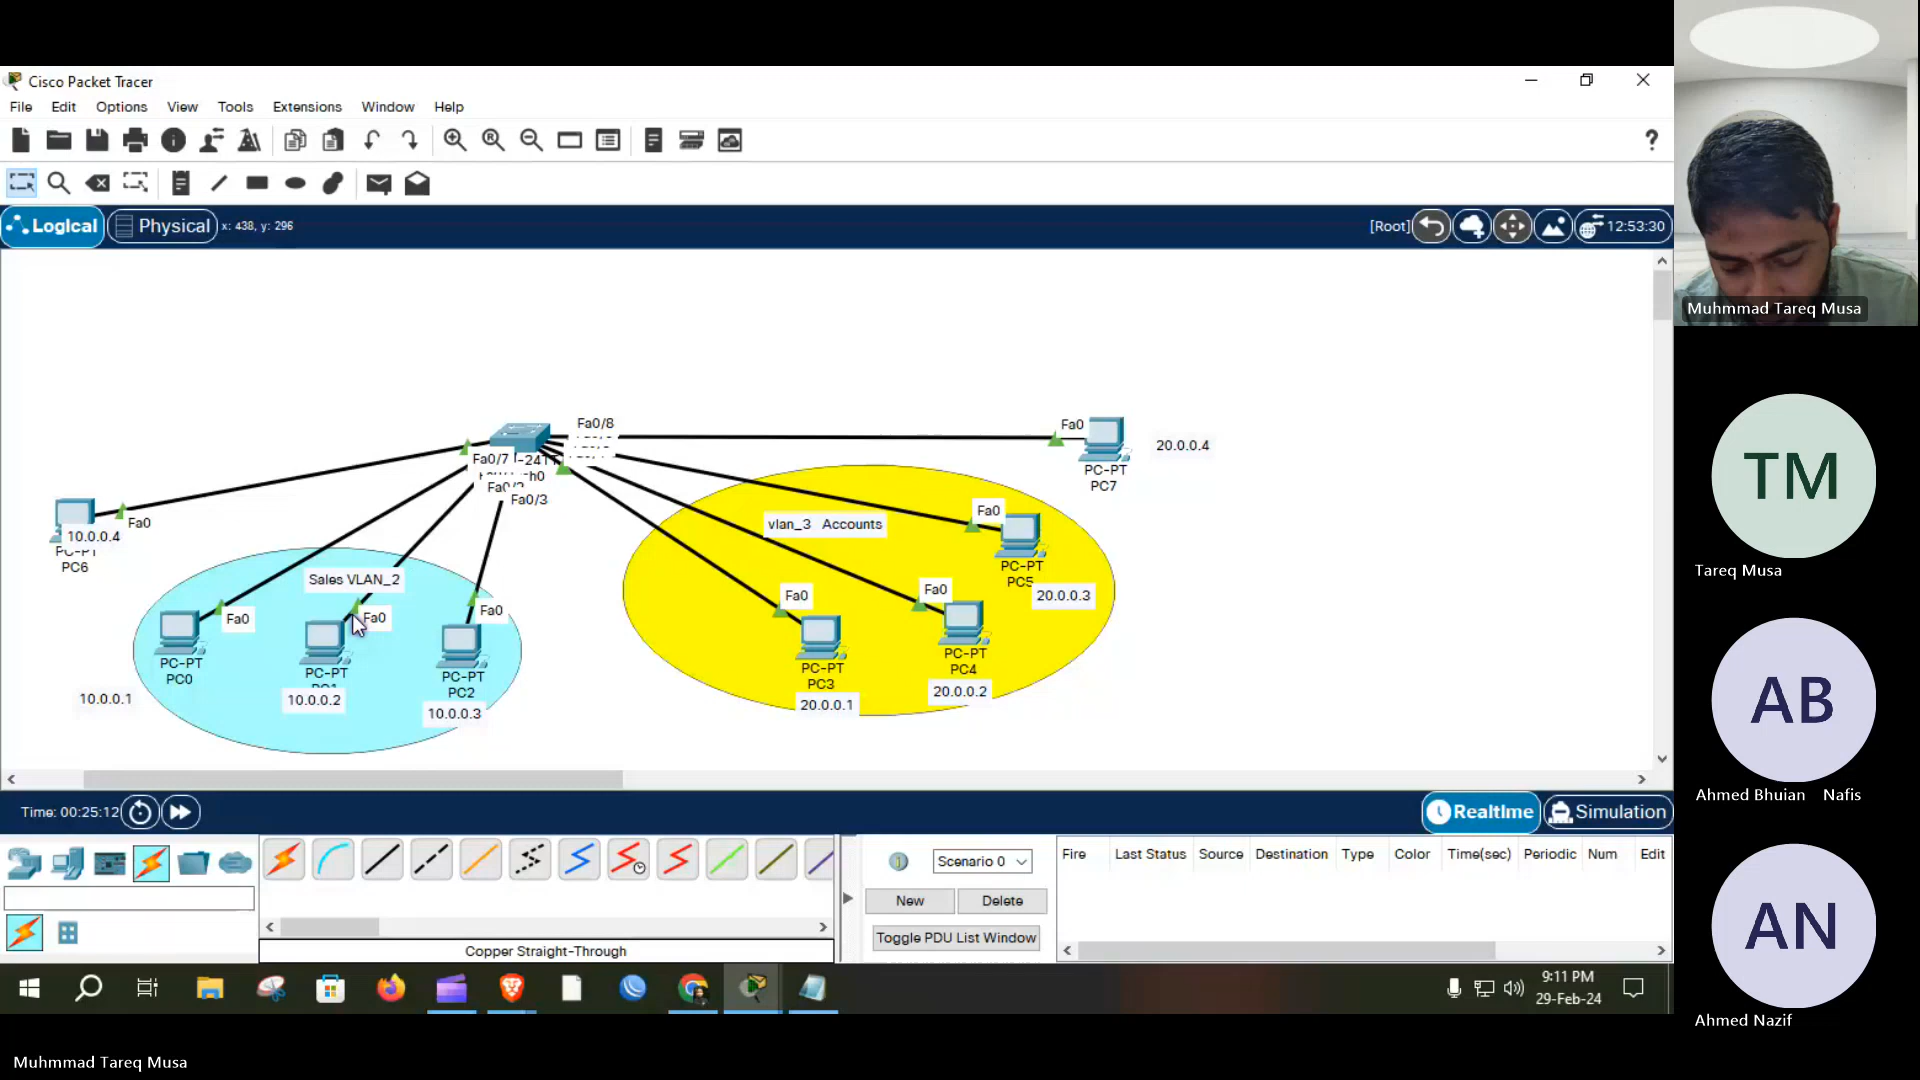 Cisco Packet Tracer
File Edit Options View Tools Extensions Window Help
Logical Physical x: 438, y: 296
[Root] 12:53:30
Fa0/8
Fa0/7
Fa0/3
Fa0
PC-PT
PC7
20.0.0.4
Fa0
10.0.0.4
PC6
Sales VLAN_2
Fa0
PC-PT
PC0
10.0.0.1
Fa0
PC-PT
10.0.0.2
Fa0
PC-PT
PC2
10.0.0.3
vlan_3 Accounts
Fa0
PC-PT
PC5
20.0.0.3
Fa0
PC-PT
PC3
20.0.0.1
Fa0
PC-PT
PC4
20.0.0.2
Time: 00:25:12
Realtime Simulation
Scenario 0
New Delete
Toggle PDU List Window
Fire Last Status Source Destination Type Color Time(sec) Periodic Num Edit
Copper Straight-Through
9:11 PM
29-Feb-24
Muhmmad Tareq Musa
TM
Tareq Musa
AB
Ahmed Bhuian Nafis
AN
Ahmed Nazif
Muhmmad Tareq Musa